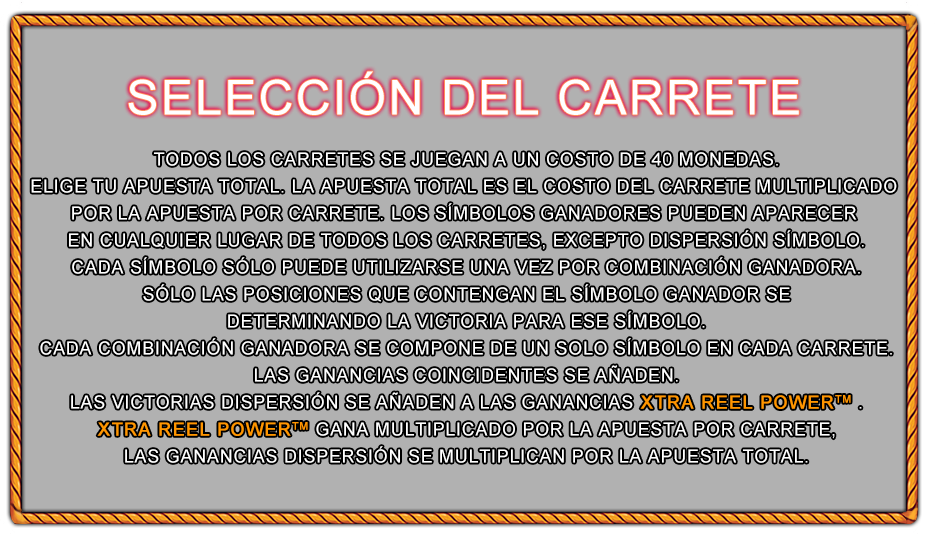 SELECCIÓN DEL CARRETE
TODOS LOS CARRETES SE JUEGAN A UN COSTO DE 40 MONEDAS.
ELIGE TU APUESTA TOTAL. LA APUESTA TOTAL ES EL COSTO DEL CARRETE MULTIPLICADO
POR LA APUESTA POR CARRETE. LOS SÍMBOLOS GANADORES PUEDEN APARECER
EN CUALQUIER LUGAR DE TODOS LOS CARRETES, EXCEPTO DISPERSIÓN SÍMBOLO.
CADA SÍMBOLO SÓLO PUEDE UTILIZARSE UNA VEZ POR COMBINACIÓN GANADORA.
SÓLO LAS POSICIONES QUE CONTENGAN EL SÍMBOLO GANADOR SE
DETERMINANDO LA VICTORIA PARA ESE SÍMBOLO.
CADA COMBINACIÓN GANADORA SE COMPONE DE UN SOLO SÍMBOLO EN CADA CARRETE.
LAS GANANCIAS COINCIDENTES SE AÑADEN.
LAS VICTORIAS DISPERSIÓN SE AÑADEN A LAS GANANCIAS XTRA REEL POWER™ .
XTRA REEL POWER™ GANA MULTIPLICADO POR LA APUESTA POR CARRETE,
LAS GANANCIAS DISPERSIÓN SE MULTIPLICAN POR LA APUESTA TOTAL.